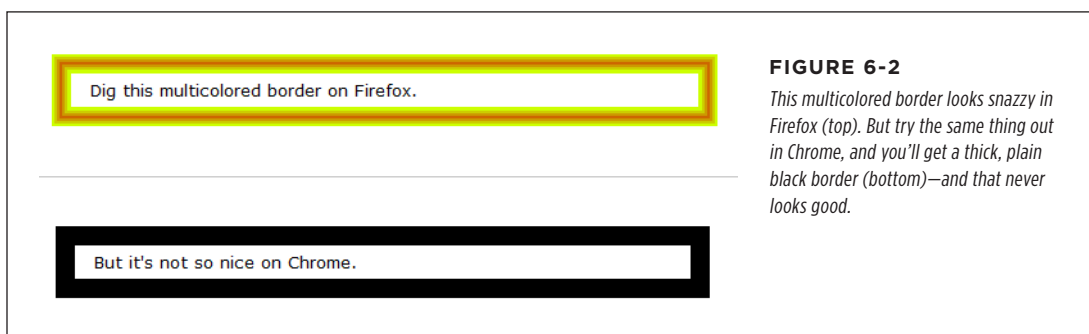 Dig this multicolored border on Firefox.
But it's not so nice on Chrome.
FIGURE 6-2
This multicolored border looks snazzy in
Firefox (top). But try the same thing out
in Chrome, and you’ll get a thick, plain
black border (bottom)—and that never
looks good.